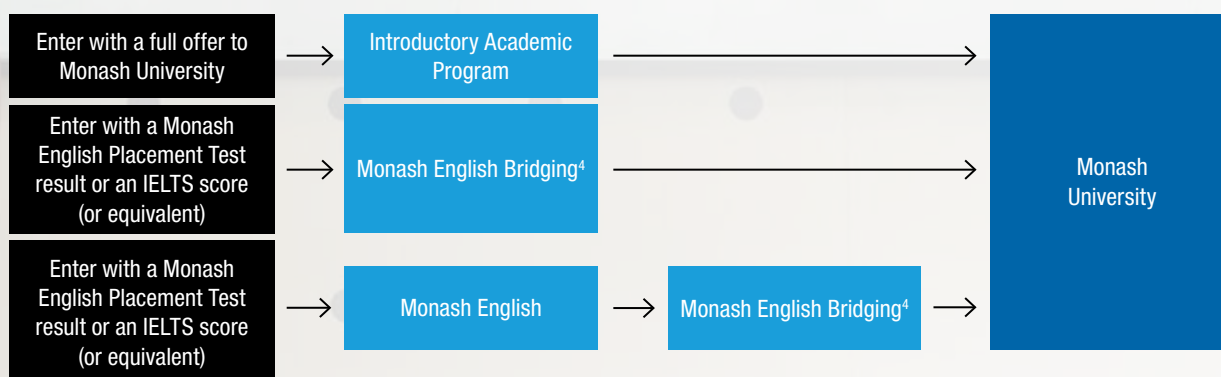 Enter with a full offer to
Monash University
Introductory Academic
Program
Enter with a Monash
English Placement Test
result or an IELTS score
(or equivalent)
Monash English Bridging⁴
Monash
University
Enter with a Monash
English Placement Test
result or an IELTS score
(or equivalent)
Monash English
Monash English Bridging⁴